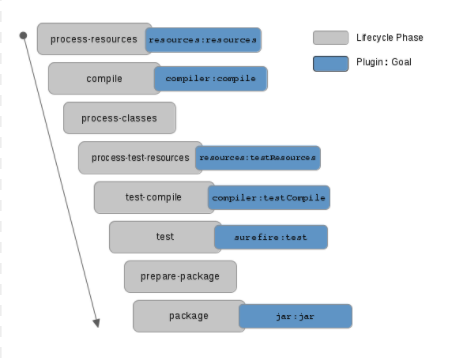 process-resources resources:resources
compile compiler:compile
process-classes
process-test-resources resources:testResources
test-compile compiler:testCompile
test surefire:test
prepare-package
package jar:jar
Lifecycle Phase
Plugin: Goal